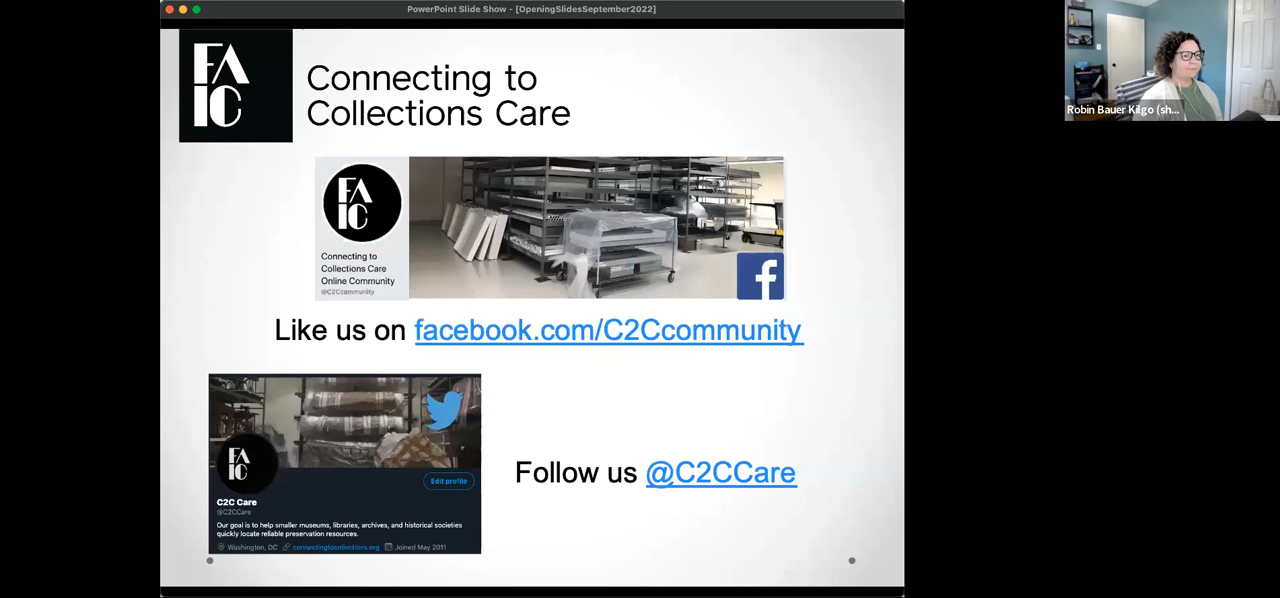 PowerPoint Slide Show - [OpeningSlidesSeptember2022]
FA
IC
Connecting to
Collections Care
FA
IC
Connecting to
Collections Care
Online Community
@C2Ccommunity
f
Like us on facebook.com/C2Ccommunity
FA
IC
Edit profile
C2C Care
@C2CCare
Our goal is to help smaller museums, libraries, archives, and historical societies
quickly locate reliable preservation resources.
Washington, DC connectingtocollections.org Joined May 2011
Follow us @C2CCare
Robin Bauer Kilgo (sh...